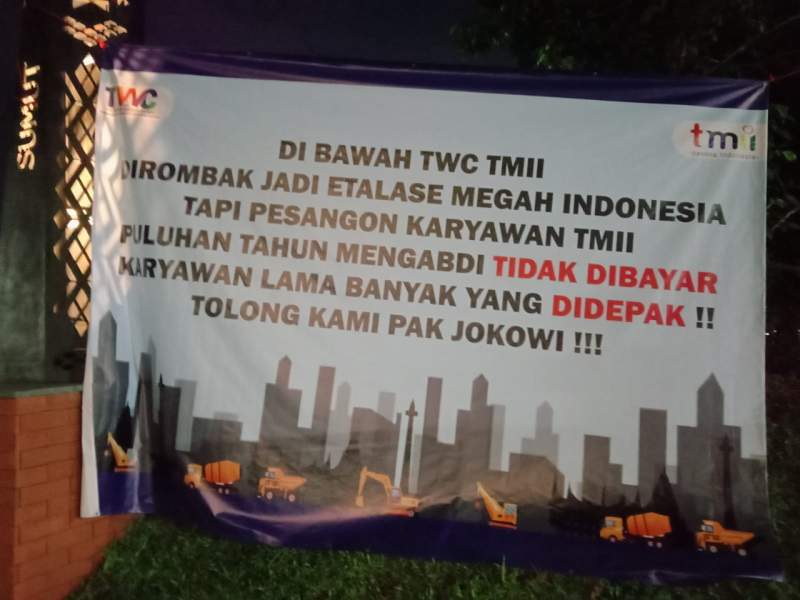 SUMUT
TWC
tmii
DI BAWAH TWC TMII
DIROMBAK JADI ETALASE MEGAH INDONESIA
TAPI PESANGON KARYAWAN TMII
PULUHAN TAHUN MENGABDI TIDAK DIBAYAR
KARYAWAN LAMA BANYAK YANG DIDEPAK !!
TOLONG KAMI PAK JOKOWI !!!